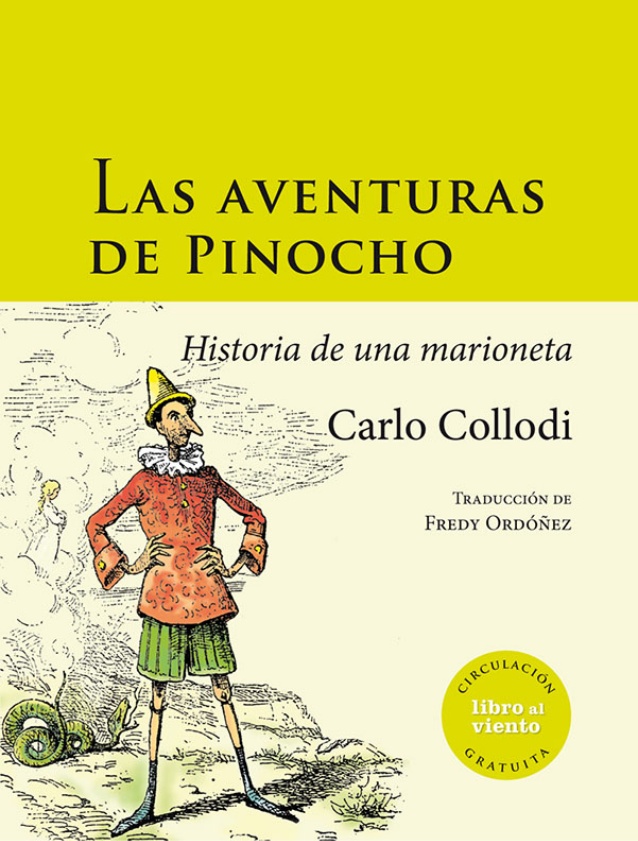 LAS AVENTURAS
DE PINOCHO
Historia de una marioneta
Carlo Collodi
TRADUCCIÓN DE
FREDY ORDÓÑEZ
CIRCULACIÓN
libro al
viento
GRATUITA